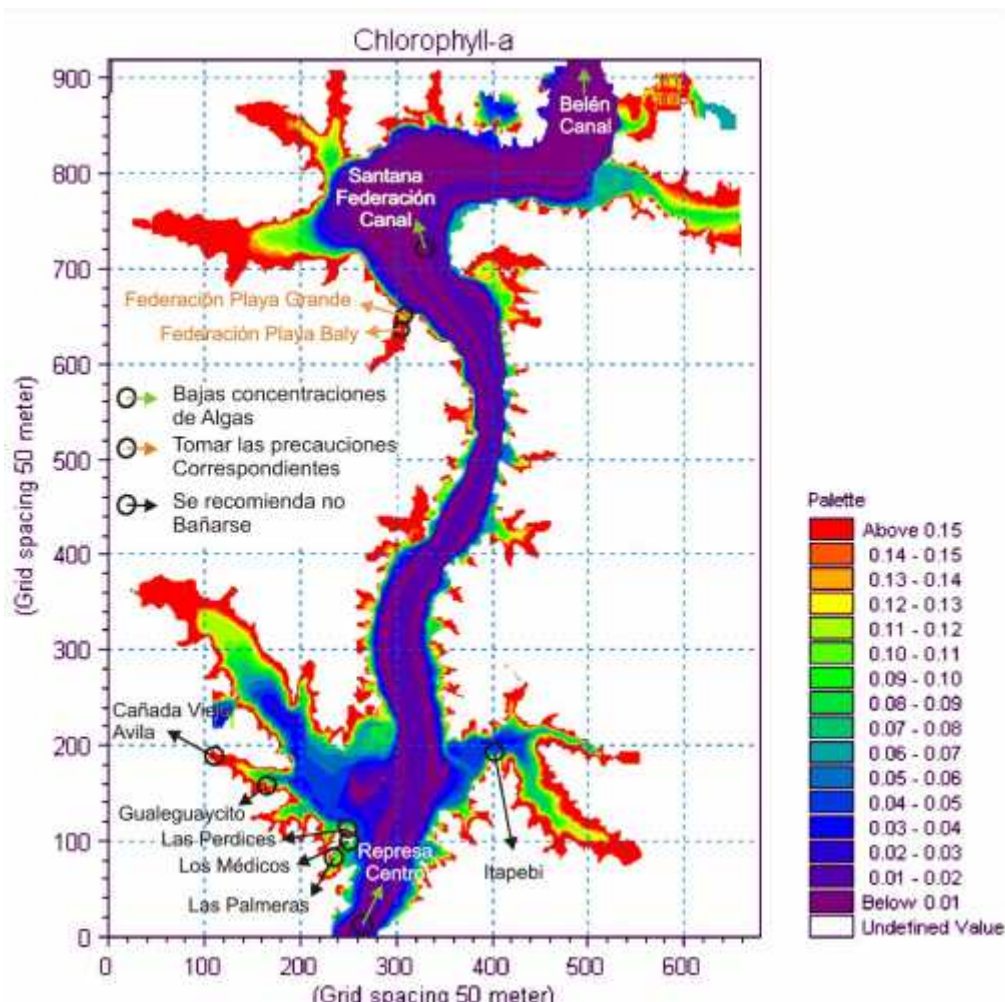 Chlorophyll-a
900
800
700
600
500
400
300
200
100
0
(Grid spacing 50 meter)
Belén
Canal
Santana
Federación
Canal
Federación Playa Grande
Federación Playa Baly
Bajas concentraciones
de Algas
Tomar las precauciones
Correspondientes
Se recomienda no
Bañarse
Cañada Vieja
Avila
Gualeguaycito
Las Perdices
Los Médicos
Las Palmeras
Represa
Centro
Itapebi
0 100 200 300 400 500 600
(Grid spacing 50 meter)
Palette
Above 0.15
0.14 - 0.15
0.13 - 0.14
0.12 - 0.13
0.11 - 0.12
0.10 - 0.11
0.09 - 0.10
0.08 - 0.09
0.07 - 0.08
0.06 - 0.07
0.05 - 0.06
0.04 - 0.05
0.03 - 0.04
0.02 - 0.03
0.01 - 0.02
Below 0.01
Undefined Value